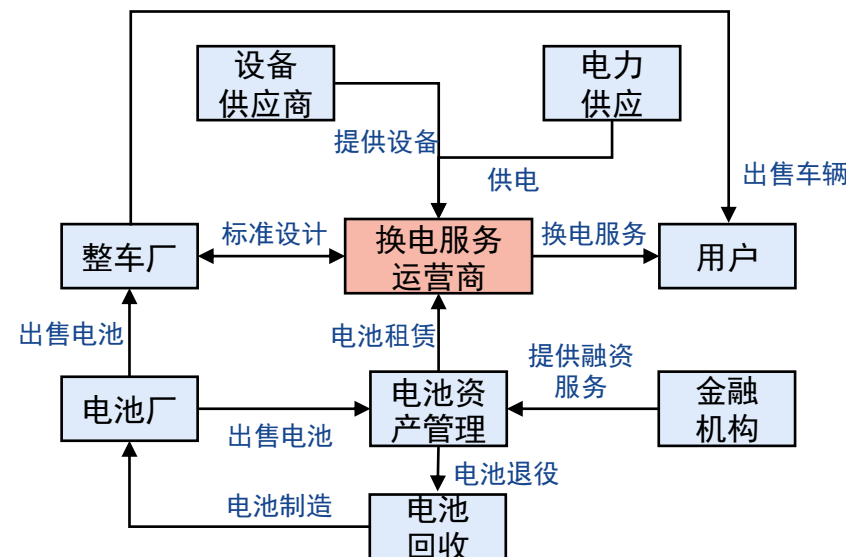 设备
供应商
电力
供应
提供设备
供电
出售车辆
整车厂
标准设计
换电服务
运营商
换电服务
用户
出售电池
电池租赁
提供融资
服务
电池厂
出售电池
电池资
产管理
金融
机构
电池退役
电池制造
电池
回收